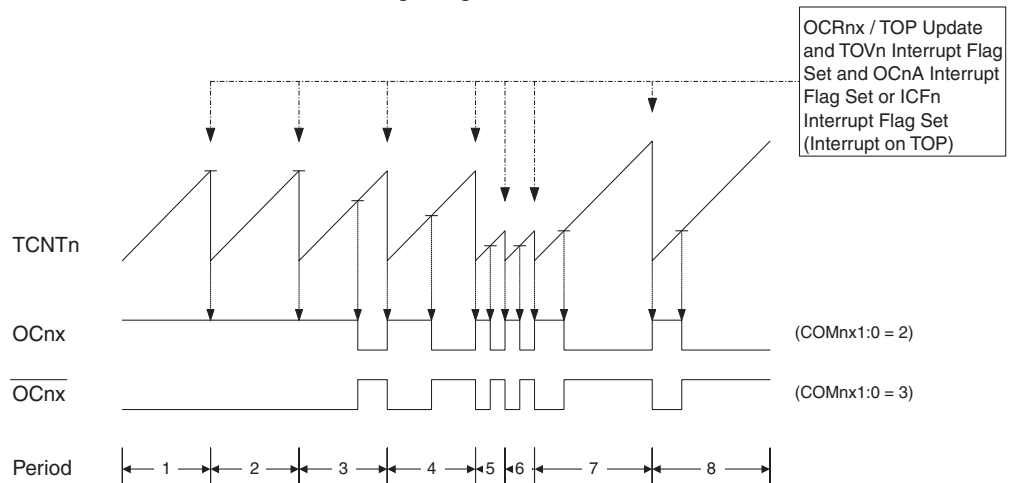 OCRnx / TOP Update
and TOVn Interrupt Flag
Set and OCnA Interrupt
Flag Set or ICFn
Interrupt Flag Set
(Interrupt on TOP)
TCNTn
OCnx
(COMnx1:0 = 2)
OCnx
(COMnx1:0 = 3)
Period 1 2 3 4 5 6 7 8